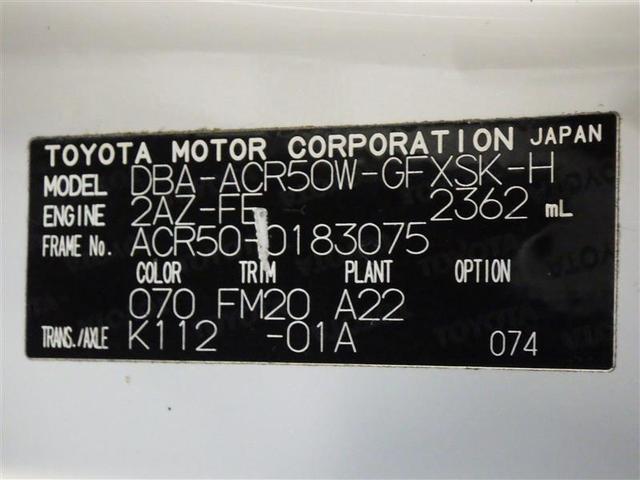 TOYOTA MOTOR CORPORATION JAPAN
MODEL DBA-ACR50W-GFXSK-H
ENGINE 2AZ-FE 2362 mL
FRAME No. ACR50-0183075
COLOR TRIM PLANT OPTION
070 FM20 A22
TRANS./AXLE K112 -01A 074